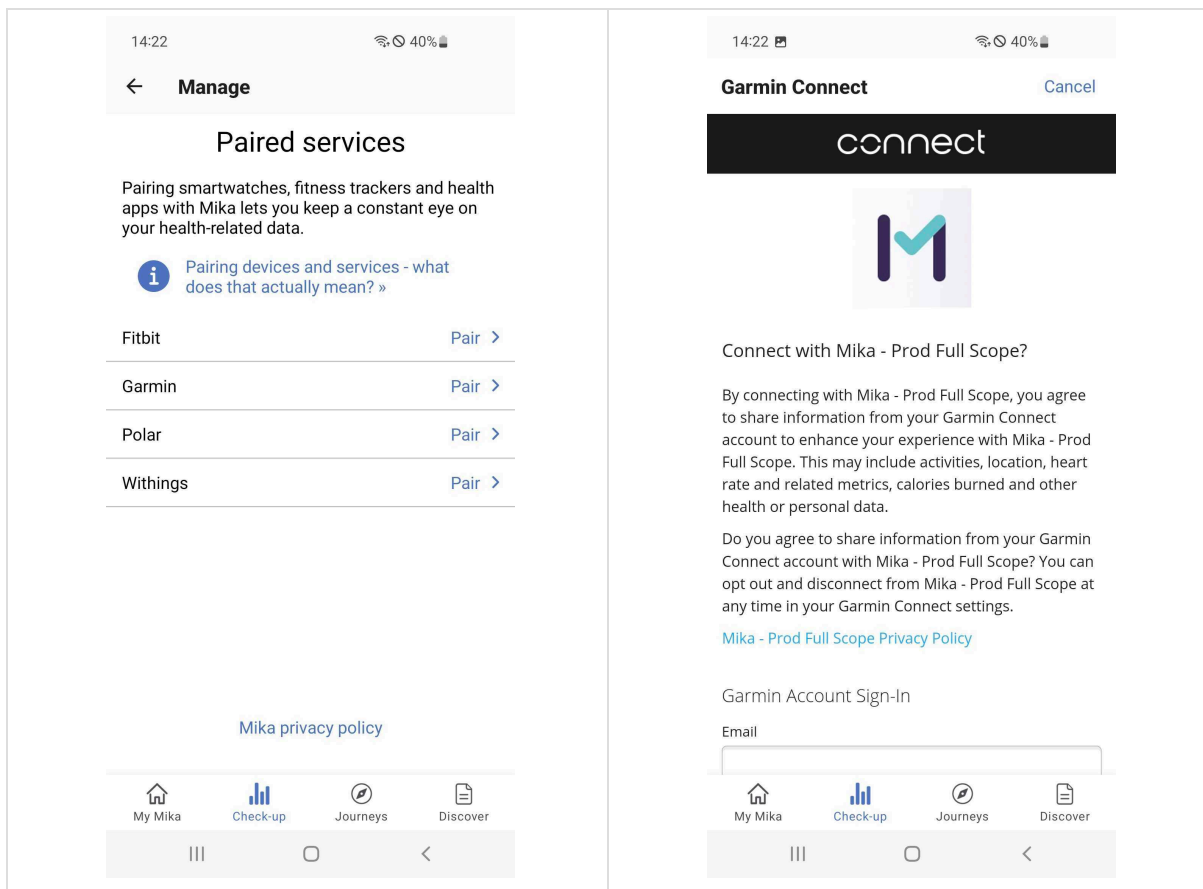 14:22
40%
Manage
Paired services
Pairing smartwatches, fitness trackers and health
apps with Mika lets you keep a constant eye on
your health-related data.
Pairing devices and services - what
does that actually mean? »
Fitbit Pair
Garmin Pair
Polar Pair
Withings Pair
Mika privacy policy
My Mika Check-up Journeys Discover
14:22
40%
Garmin Connect Cancel
connect
Connect with Mika - Prod Full Scope?
By connecting with Mika - Prod Full Scope, you agree
to share information from your Garmin Connect
account to enhance your experience with Mika - Prod
Full Scope. This may include activities, location, heart
rate and related metrics, calories burned and other
health or personal data.
Do you agree to share information from your Garmin
Connect account with Mika - Prod Full Scope? You can
opt out and disconnect from Mika - Prod Full Scope at
any time in your Garmin Connect settings.
Mika - Prod Full Scope Privacy Policy
Garmin Account Sign-In
Email
My Mika Check-up Journeys Discover